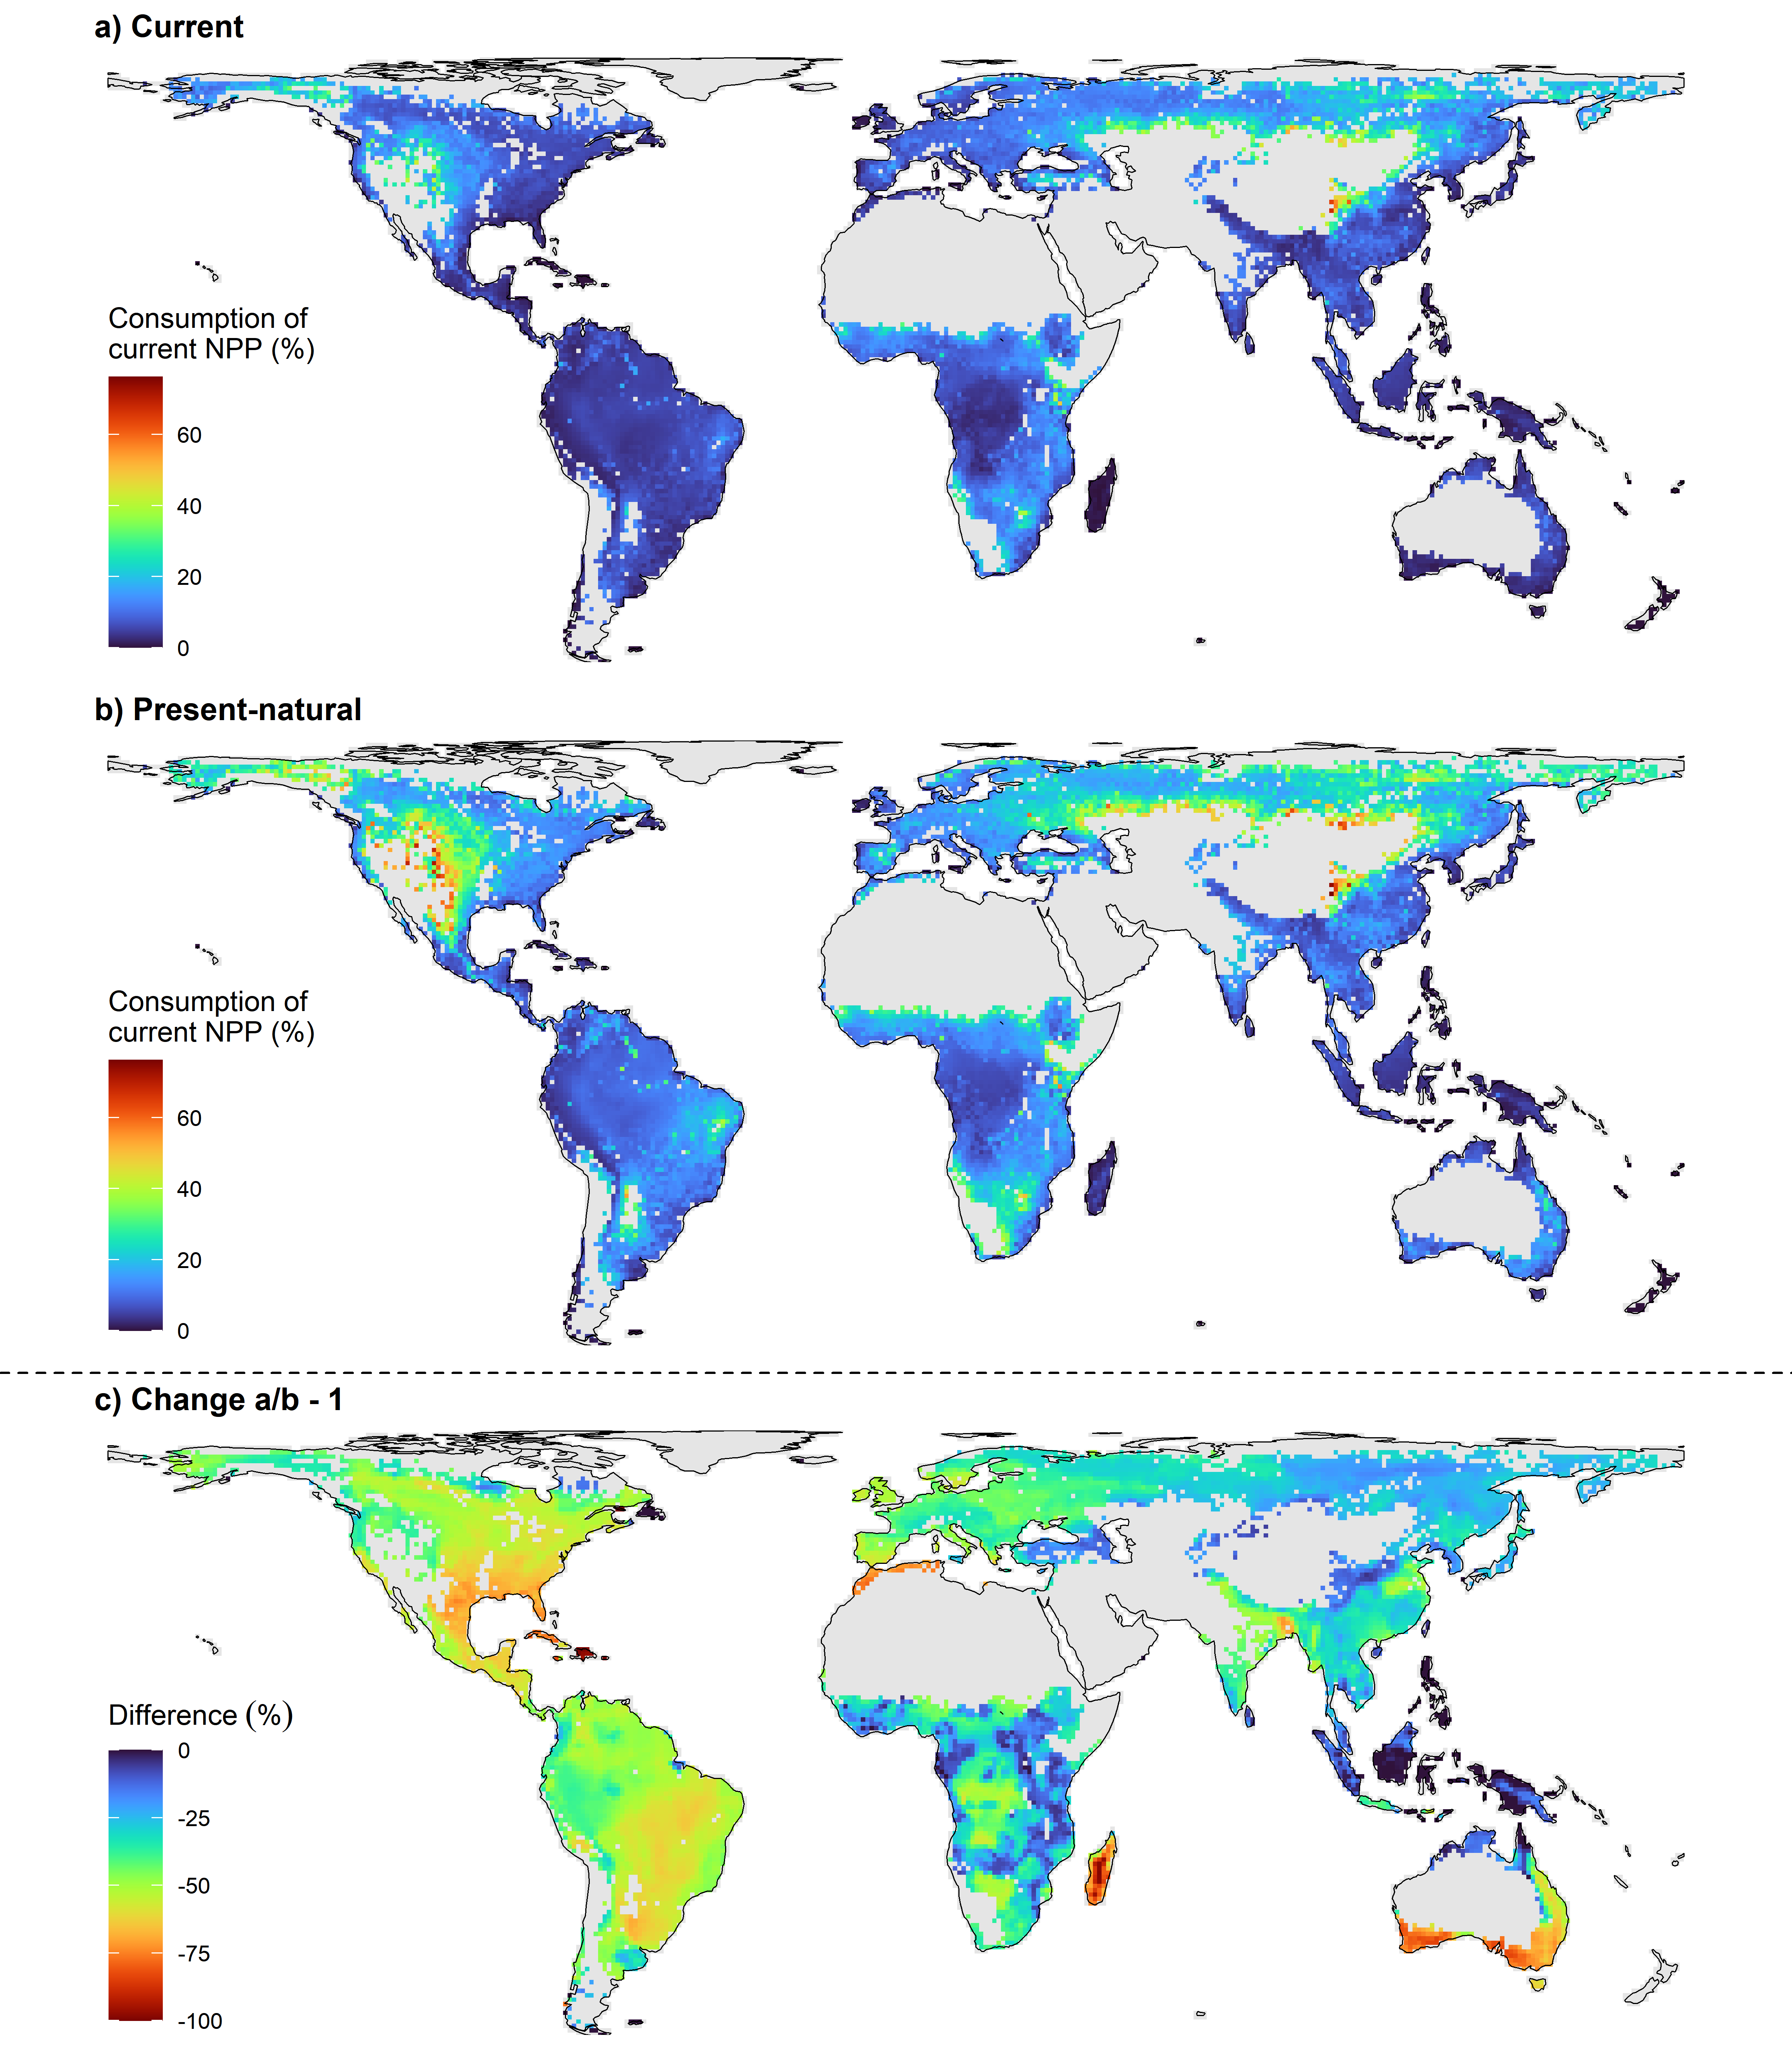 a) Current
Consumption of
current NPP (%)
60
40
20
0
b) Present-natural
Consumption of
current NPP (%)
60
40
20
0
c) Change a/b - 1
Difference (%)
0
-25
-50
-75
-100